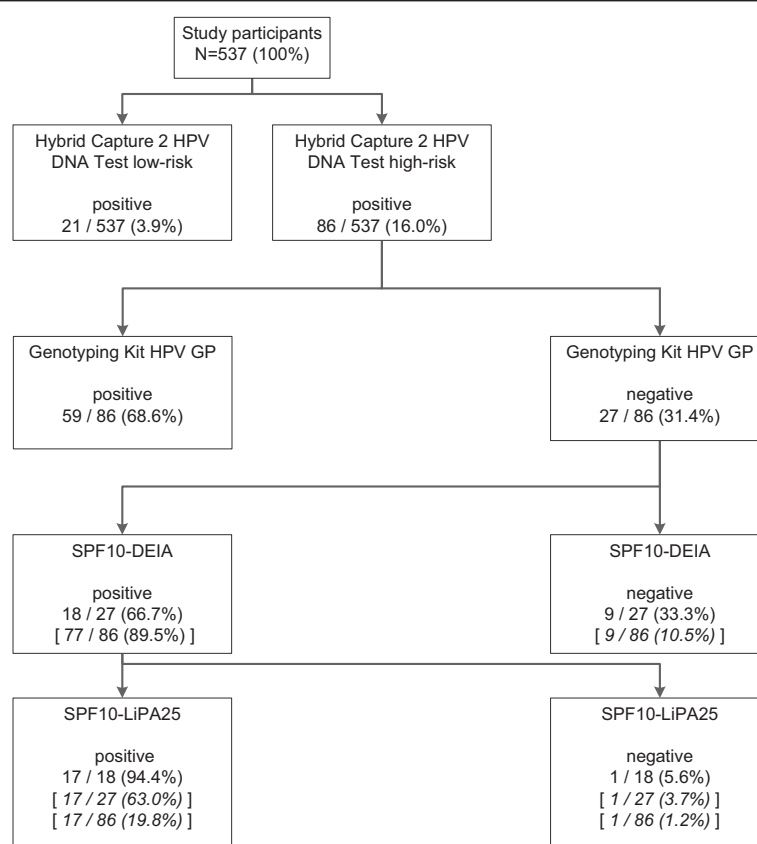 Study participants
N=537 (100%)
Hybrid Capture 2 HPV
DNA Test low-risk
positive
21 / 537 (3.9%)
Hybrid Capture 2 HPV
DNA Test high-risk
positive
86 / 537 (16.0%)
Genotyping Kit HPV GP
positive
59 / 86 (68.6%)
Genotyping Kit HPV GP
negative
27 / 86 (31.4%)
SPF10-DEIA
positive
18 / 27 (66.7%)
[ 77 / 86 (89.5%) ]
SPF10-DEIA
negative
9 / 27 (33.3%)
[ 9 / 86 (10.5%) ]
SPF10-LiPA25
positive
17 / 18 (94.4%)
[ 17 / 27 (63.0%) ]
[ 17 / 86 (19.8%) ]
SPF10-LiPA25
negative
1 / 18 (5.6%)
[ 1 / 27 (3.7%) ]
[ 1 / 86 (1.2%) ]